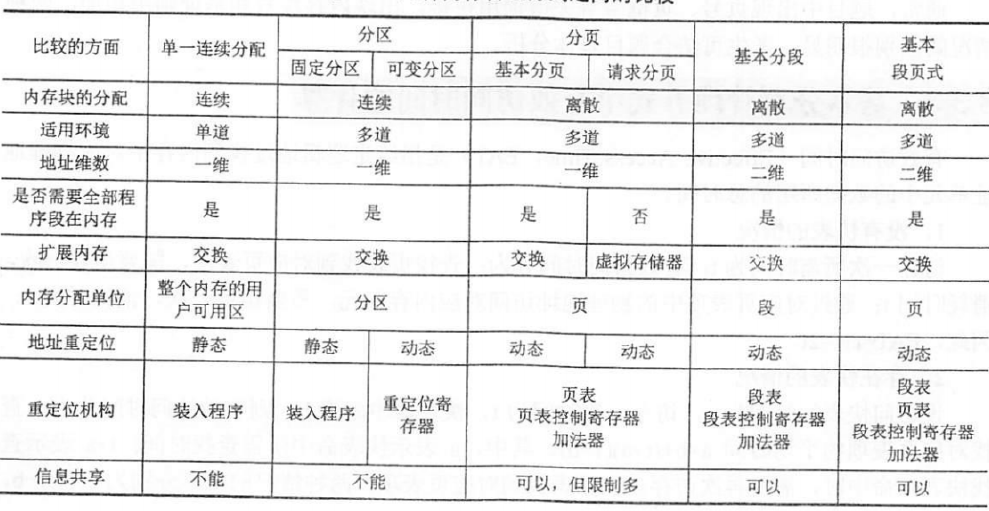 比较的方面 单一连续分配 分区 分页 基本分段 基本段页式
固定分区 可变分区 基本分页 请求分页
内存块的分配 连续 连续 离散 离散 离散
适用环境 单道 多道 多道 多道 多道
地址维数 一维 一维 一维 二维 二维
是否需要全部程序段在内存 是 是 是 否 是 是
扩展内存 交换 交换 交换 虚拟存储器 交换 交换
内存分配单位 整个内存的用户可用区 分区 页 段 页
地址重定位 静态 静态 动态 动态 动态 动态 动态
重定位机构 装入程序 装入程序 重定位寄存器 页表 页表控制寄存器 加法器 段表 段表控制寄存器 加法器 段表 页表 段表控制寄存器 加法器
信息共享 不能 不能 可以，但限制多 可以 可以